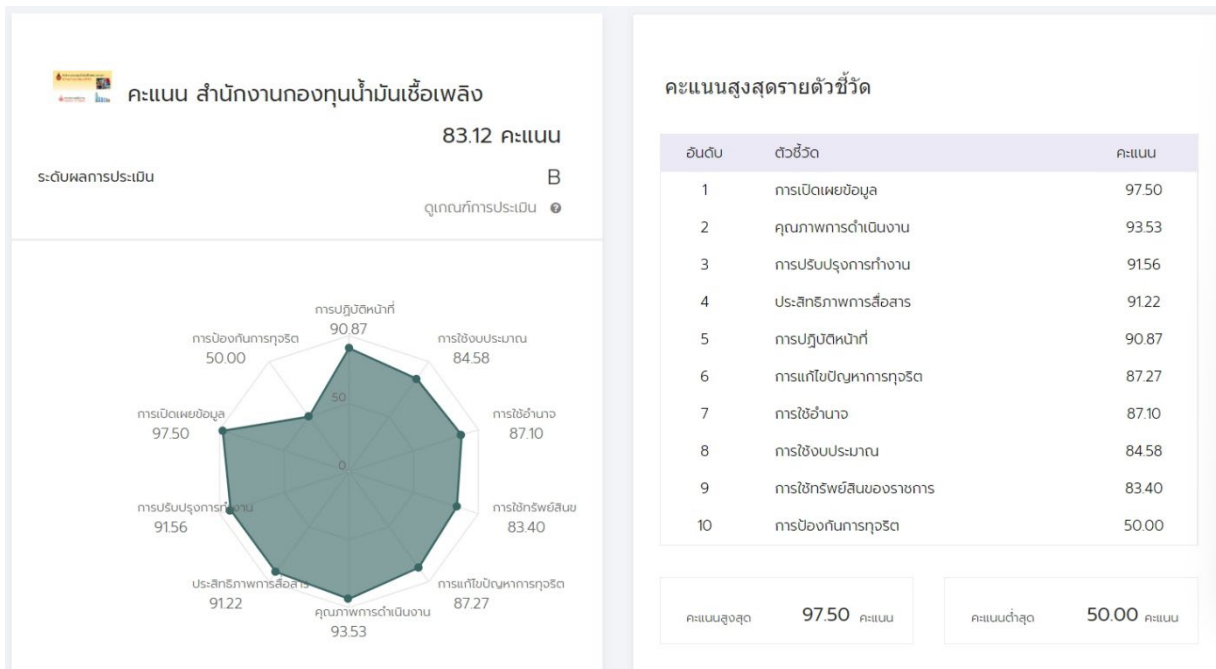 คะแนน สำนักงานกองทุนน้ำมันเชื้อเพลิง
83.12 คะแนน
ระดับผลการประเมิน B
ดูเกณฑ์การประเมิน
การปฏิบัติหน้าที่
90.87
การใช้งบประมาณ
84.58
การใช้อำนาจ
87.10
การใช้ทรัพย์สินข
83.40
การแก้ไขปัญหาการทุจริต
87.27
คุณภาพการดำเนินงาน
93.53
ประสิทธิภาพการสื่อสาร
91.22
การปรับปรุงการทำงาน
91.56
การเปิดเผยข้อมูล
97.50
การป้องกันการทุจริต
50.00
50
0
คะแนนสูงสุดรายตัวชี้วัด
อันดับ ตัวชี้วัด คะแนน
1 การเปิดเผยข้อมูล 97.50
2 คุณภาพการดำเนินงาน 93.53
3 การปรับปรุงการทำงาน 91.56
4 ประสิทธิภาพการสื่อสาร 91.22
5 การปฏิบัติหน้าที่ 90.87
6 การแก้ไขปัญหาการทุจริต 87.27
7 การใช้อำนาจ 87.10
8 การใช้งบประมาณ 84.58
9 การใช้ทรัพย์สินของราชการ 83.40
10 การป้องกันการทุจริต 50.00
คะแนนสูงสุด 97.50 คะแนน
คะแนนต่ำสุด 50.00 คะแนน